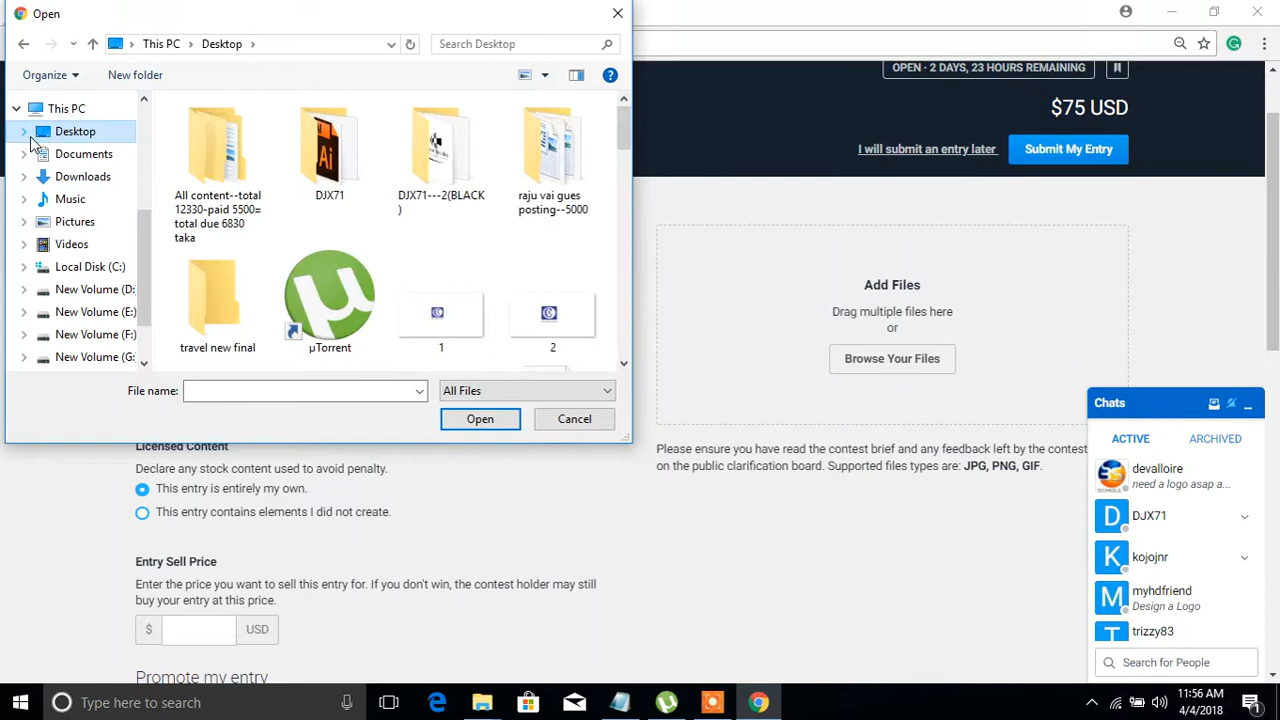 Open
This PC
Desktop
Search Desktop
Organize
New folder
This PC
Desktop
Documents
Downloads
Music
Pictures
Videos
Local Disk (C:)
New Volume (D:
New Volume (E:)
New Volume (F:)
New Volume (G:
All content--total
12330-paid 5500=
total due 6830
taka
DJX71
Ai
DJX71---2(BLACK
)
raju vai gues
posting--5000
travel new final
µTorrent
1
2
File name:
All Files
Open
Cancel
OPEN - 2 DAYS, 23 HOURS REMAINING
$75 USD
I will submit an entry later
Submit My Entry
Add Files
Drag multiple files here
or
Browse Your Files
Please ensure you have read the contest brief and any feedback left by the contest
on the public clarification board. Supported files types are: JPG, PNG, GIF.
Licensed Content
Declare any stock content used to avoid penalty.
This entry is entirely my own.
This entry contains elements I did not create.
Entry Sell Price
Enter the price you want to sell this entry for. If you don't win, the contest holder may still
buy your entry at this price.
$
USD
Promote my entry
Chats
ACTIVE
ARCHIVED
devalloire
need a logo asap a...
D
DJX71
K
kojojnr
M
myhdfriend
Design a Logo
T
trizzy83
Search for People
Type here to search
11:56 AM
4/4/2018
1